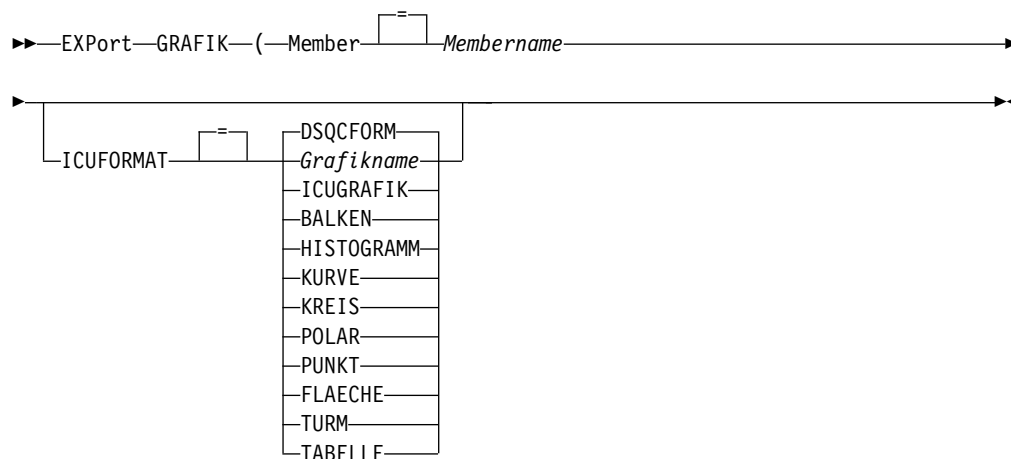 =
EXPort GRAFIK ( Member Membername
=
DSQCFORM
ICUFORMAT Grafikname
ICUGRAFIK
BALKEN
HISTOGRAMM
KURVE
KREIS
POLAR
PUNKT
FLAECHE
TURM
TABELLE